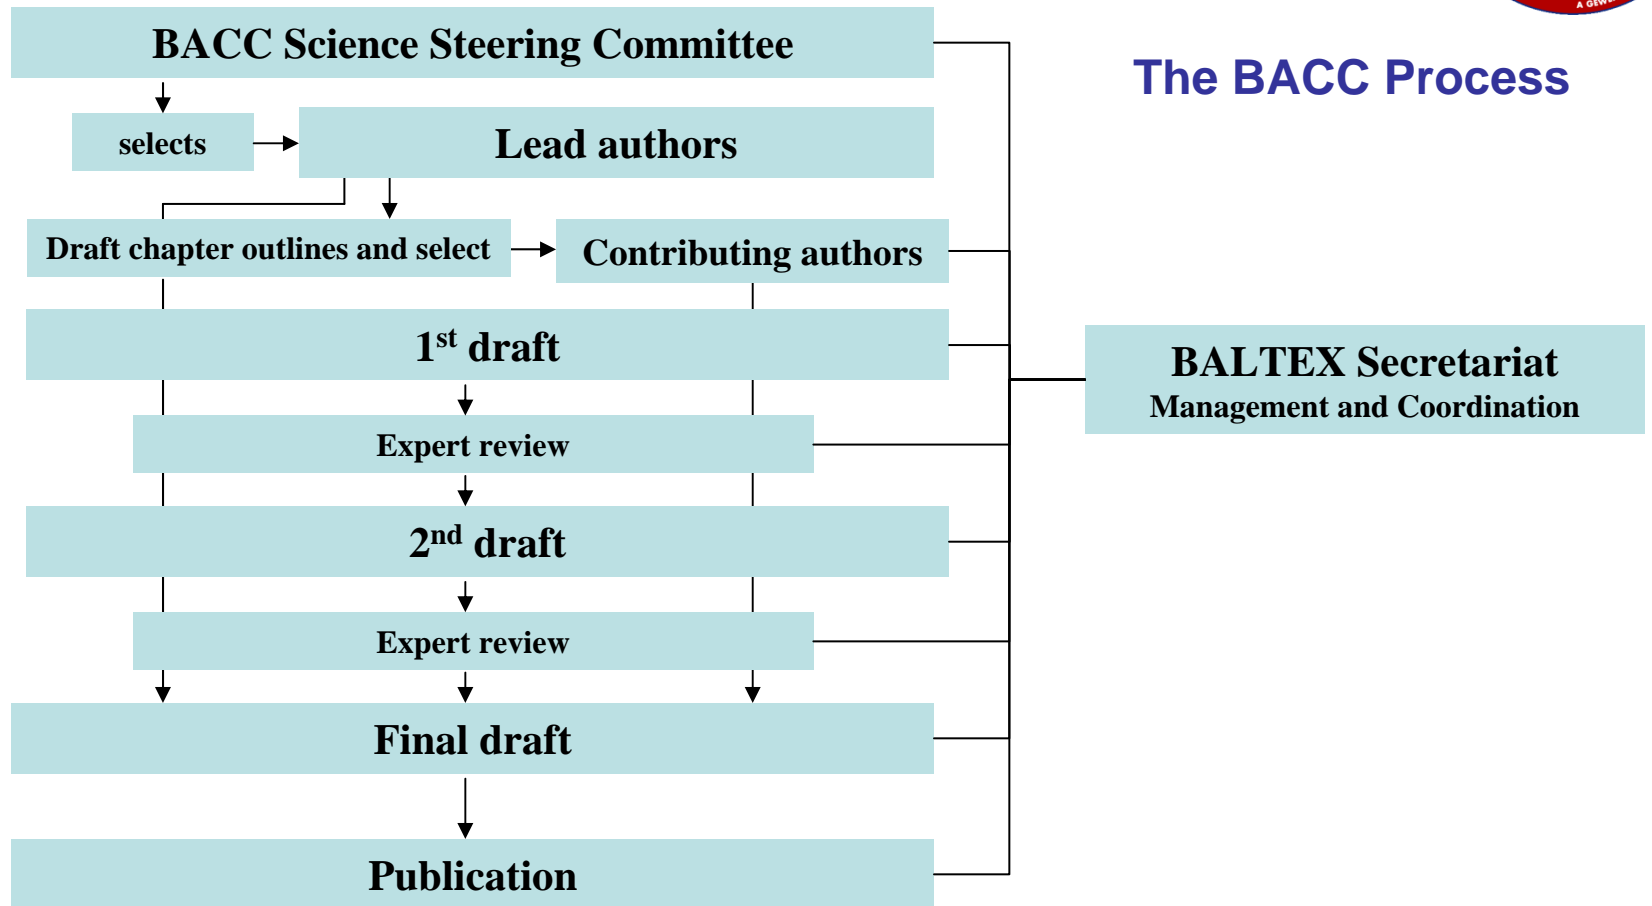 A GEWEX
The BACC Process
BACC Science Steering Committee
selects
Lead authors
Draft chapter outlines and select
Contributing authors
1st draft
Expert review
2nd draft
Expert review
Final draft
Publication
BALTEX Secretariat
Management and Coordination